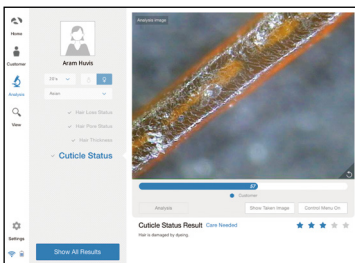 Analysis Image
Home
Aram Huvis
Customer
Asian
Analysis
Hair Loss Status
Hair Pore Status
View
Hair Thickness
Cuticle Status
57
Customer
Analysis
Show Taken Image
Control Menu On
Cuticle Status Result Care Needed
Hair is damaged by dyeing.
Settings
Show All Results